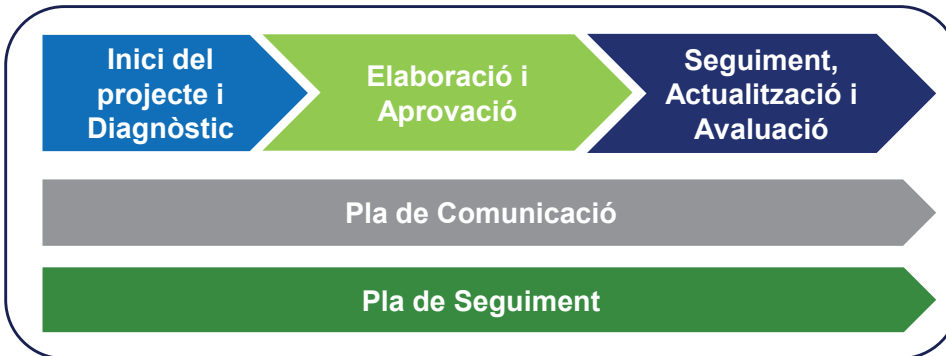 Inici del
projecte i
Diagnòstic
Elaboració i
Aprovació
Seguiment,
Actualització i
Avaluació
Pla de Comunicació
Pla de Seguiment